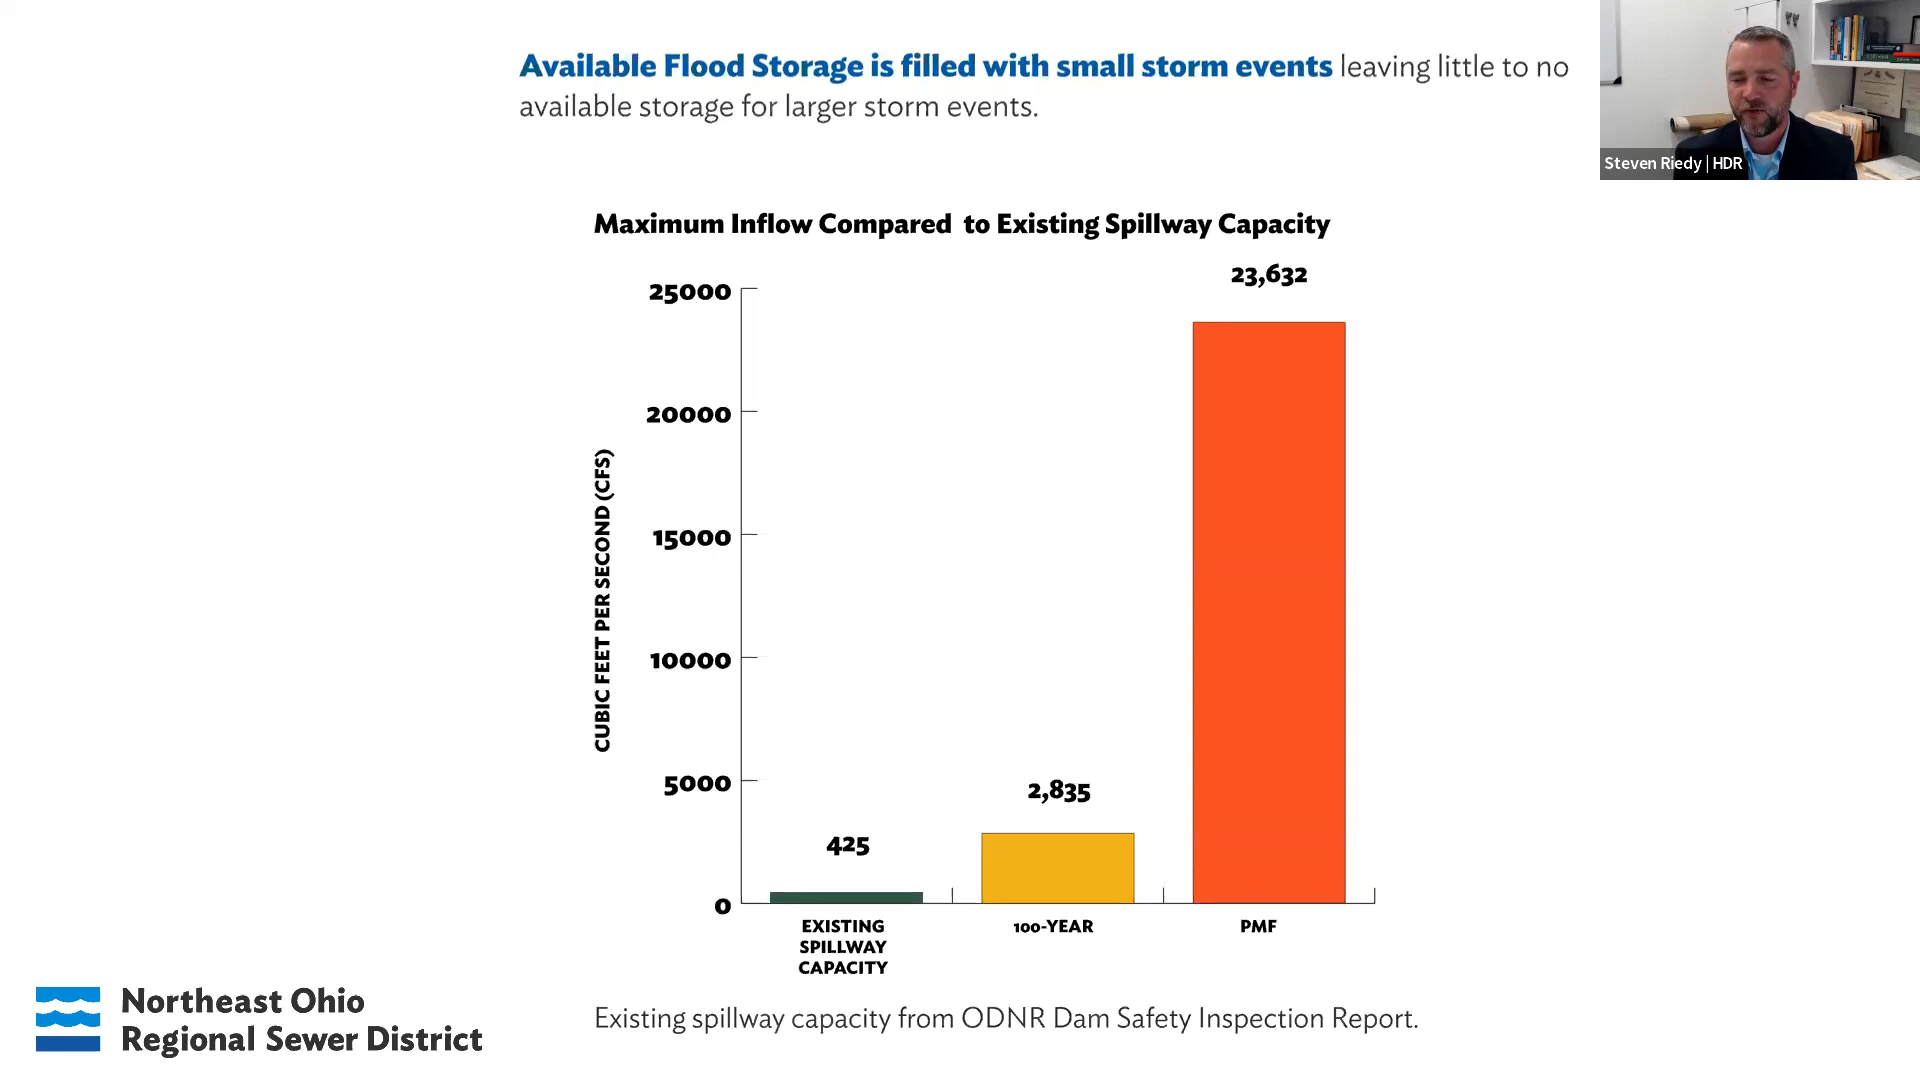 Available Flood Storage is filled with small storm events leaving little to no
available storage for larger storm events.
Steven Riedy | HDR
Maximum Inflow Compared to Existing Spillway Capacity
CUBIC FEET PER SECOND (CFS)
25000
20000
15000
10000
5000
0
425
2,835
23,632
EXISTING
SPILLWAY
CAPACITY
100-YEAR
PMF
Existing spillway capacity from ODNR Dam Safety Inspection Report.
Northeast Ohio
Regional Sewer District